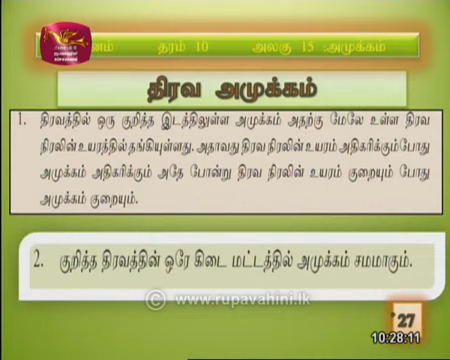 தரம் 10 அலகு 15 :அமுக்கம்
திரவ அமுக்கம்
1. திரவத்தில் ஒரு குறித்த இடத்திலுள்ள அமுக்கம் அதற்கு மேலே உள்ள திரவ
நிரலின் உயரத்தில் தங்கியுள்ளது. அதாவது திரவ நிரலின் உயரம் அதிகரிக்கும் போது
அமுக்கம் அதிகரிக்கும் அதே போன்று திரவ நிரலின் உயரம் குறையும் போது
அமுக்கம் குறையும்.
2. குறித்த திரவத்தின் ஒரே கிடை மட்டத்தில் அமுக்கம் சமமாகும்.
© www.rupavahini.lk
27
10:28:11